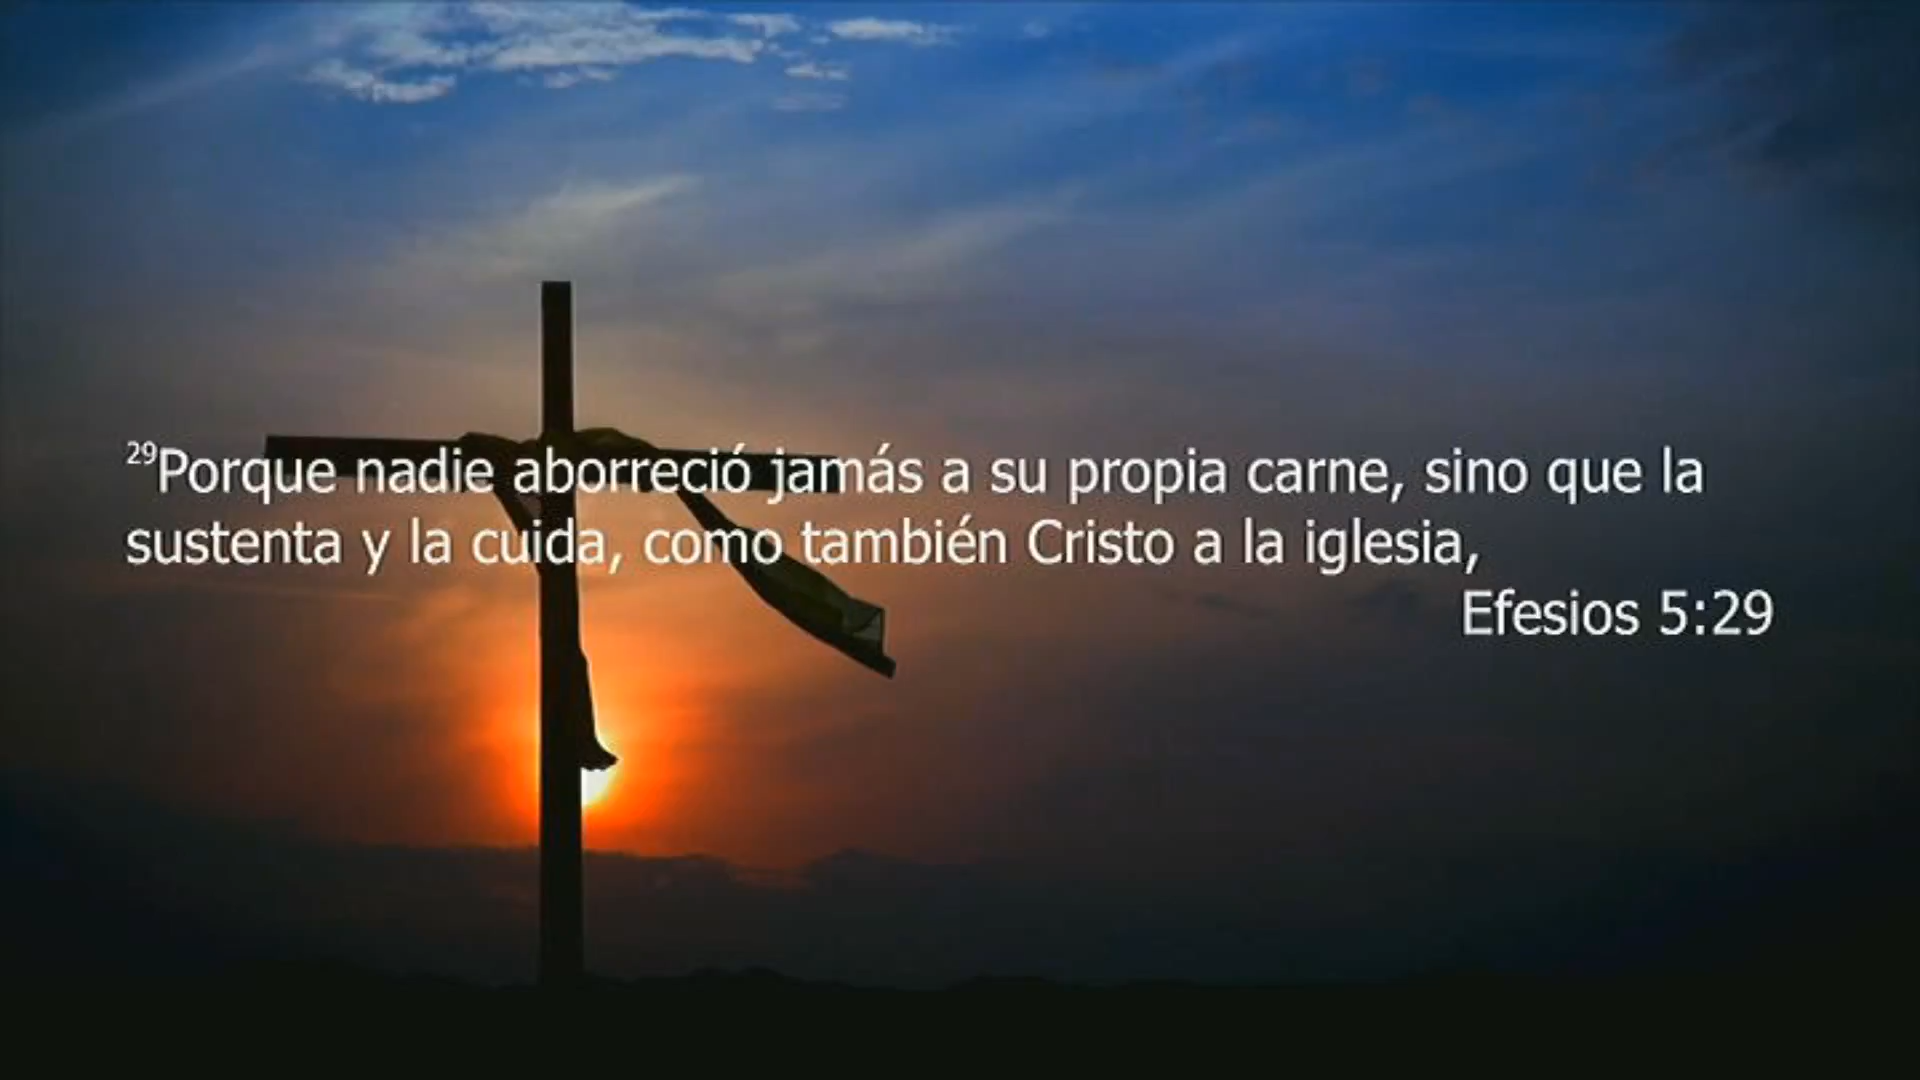 29Porque nadie aborreció jamás a su propia carne, sino que la
sustenta y la cuida, como también Cristo a la iglesia,
Efesios 5:29